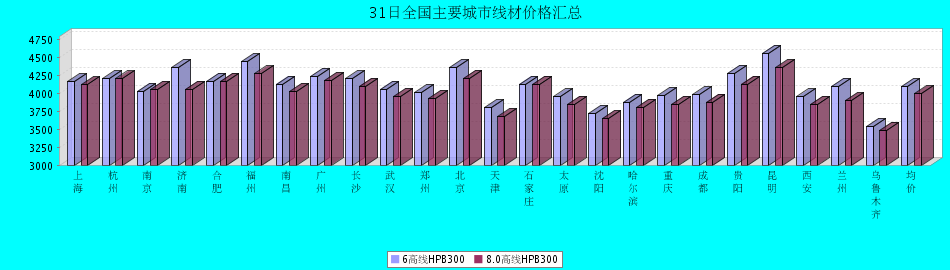 31日全国主要城市线材价格汇总
4750
4500
4250
4000
3750
3500
3250
3000
上海
杭州
南京
济南
合肥
福州
南昌
广州
长沙
武汉
郑州
北京
天津
石家庄
太原
沈阳
哈尔滨
重庆
成都
贵阳
昆明
西安
兰州
乌鲁木齐
均价
6高线HPB300
8.0高线HPB300